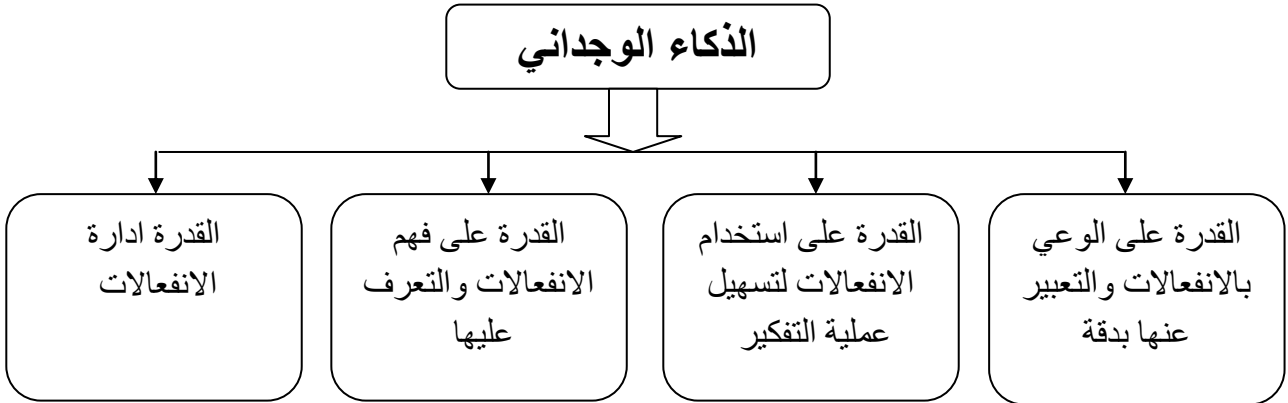 الذكاء الوجداني
القدرة على الوعي
بالانفعالات والتعبير
عنها بدقة
القدرة على استخدام
الانفعالات لتسهيل
عملية التفكير
القدرة على فهم
الانفعالات والتعرف
عليها
القدرة ادارة
الانفعالات